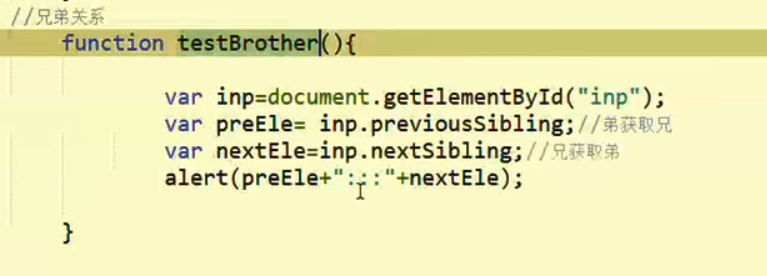 //兄弟关系
function testBrother(){
var inp=document.getElementById("inp");
var preEle= inp.previousSibling;//弟获取兄
var nextEle=inp.nextSibling;//兄获取弟
alert(preEle+":::"+nextEle);
}